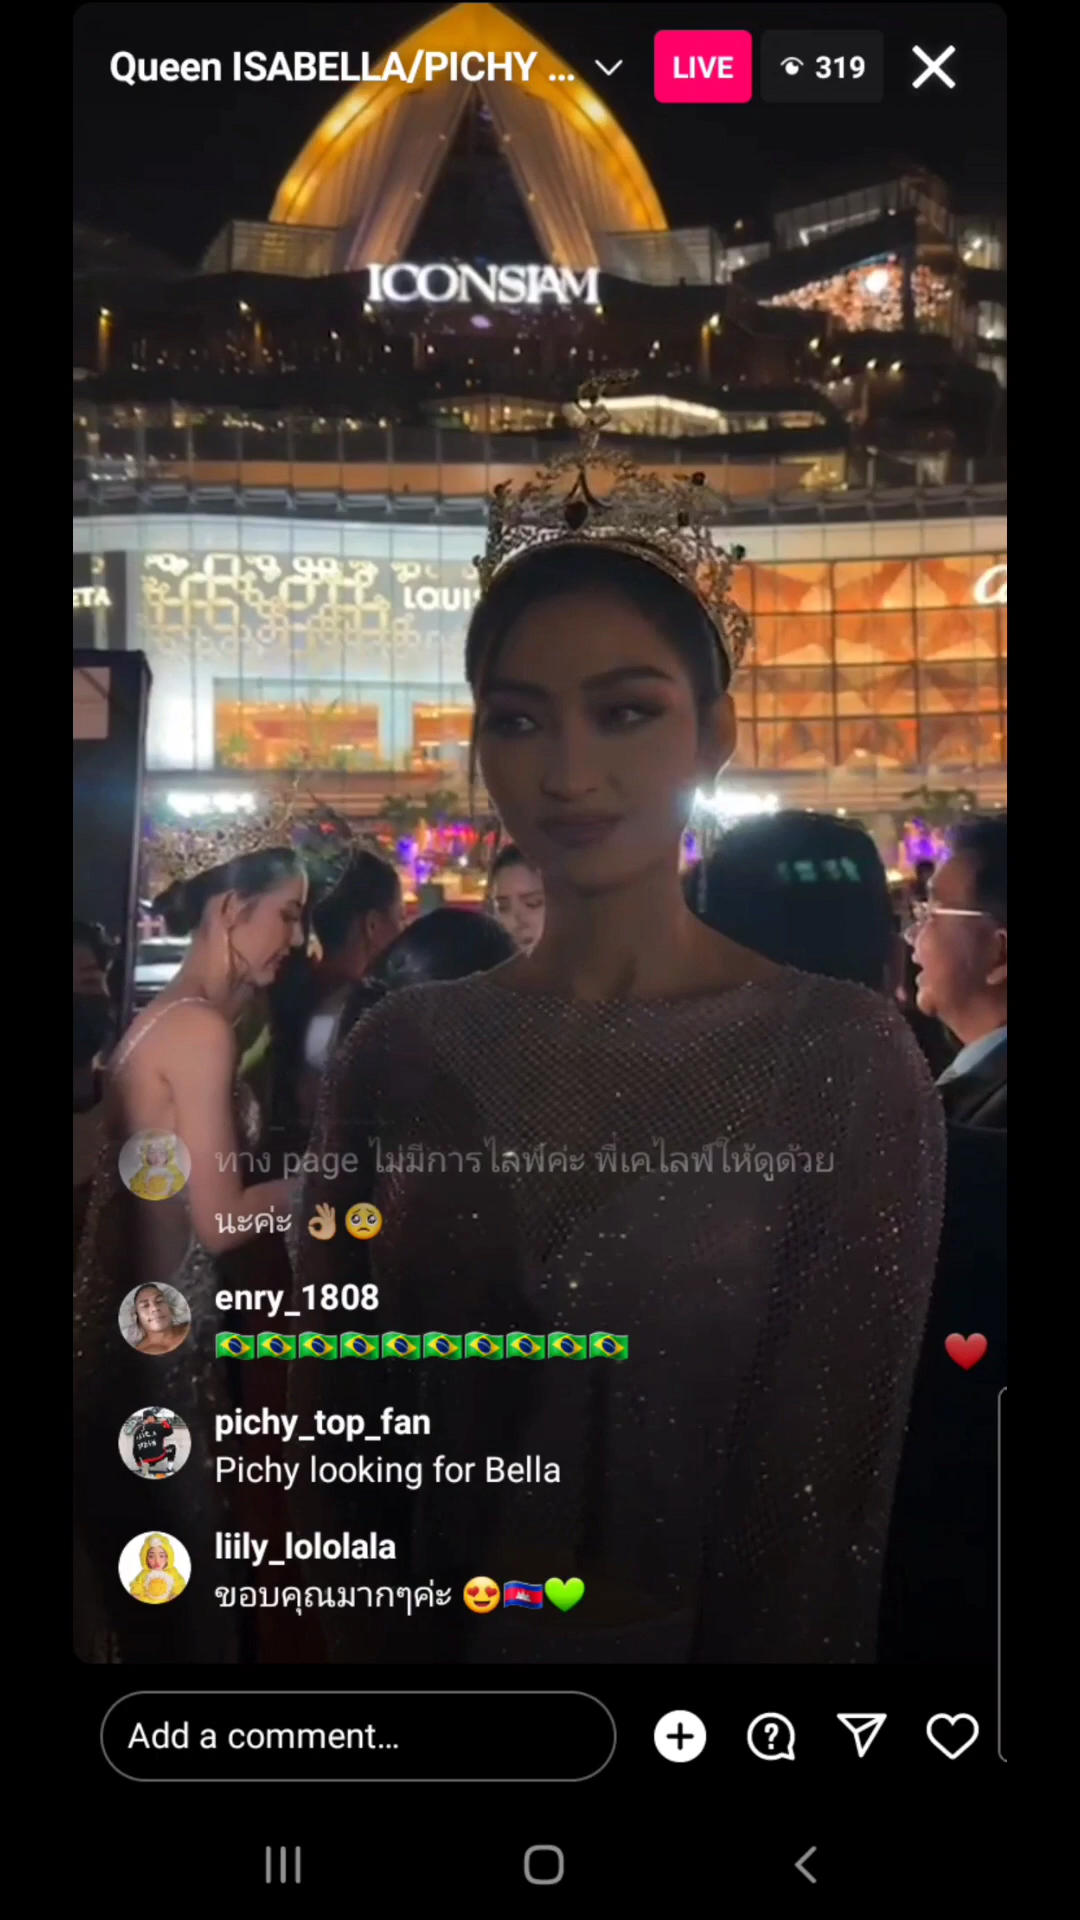 Queen ISABELLA/PICHY ...
LIVE
319
ICONSIAM
LOUIS
ทาง page ไม่มีการไลฟ์ค่ะ พี่เคไลฟ์ให้ดูด้วย
นะค่ะ 👌🏼🥺
enry_1808
🇧🇷🇧🇷🇧🇷🇧🇷🇧🇷🇧🇷🇧🇷🇧🇷🇧🇷🇧🇷
pichy_top_fan
Pichy looking for Bella
liily_lololala
ขอบคุณมากๆค่ะ 😍🇰🇭💚
Add a comment...